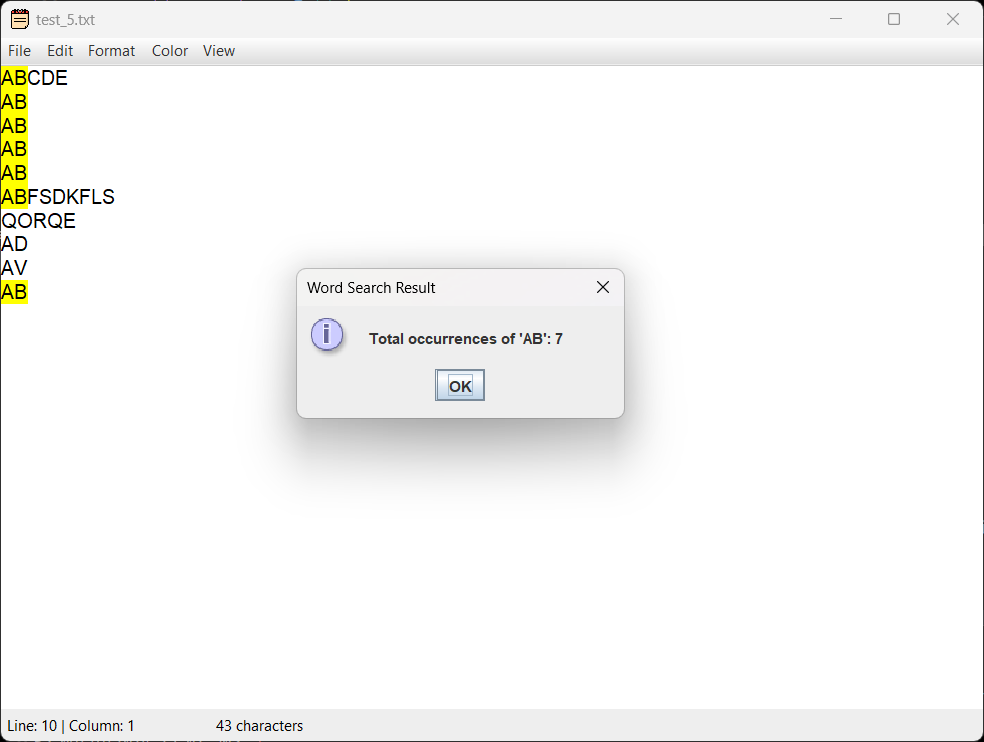 test_5.txt
File Edit Format Color View
ABCDE
AB
AB
AB
AB
ABFSDKFLS
QORQE
AD
AV
AB
Word Search Result
Total occurrences of 'AB': 7
OK
Line: 10 | Column: 1 43 characters